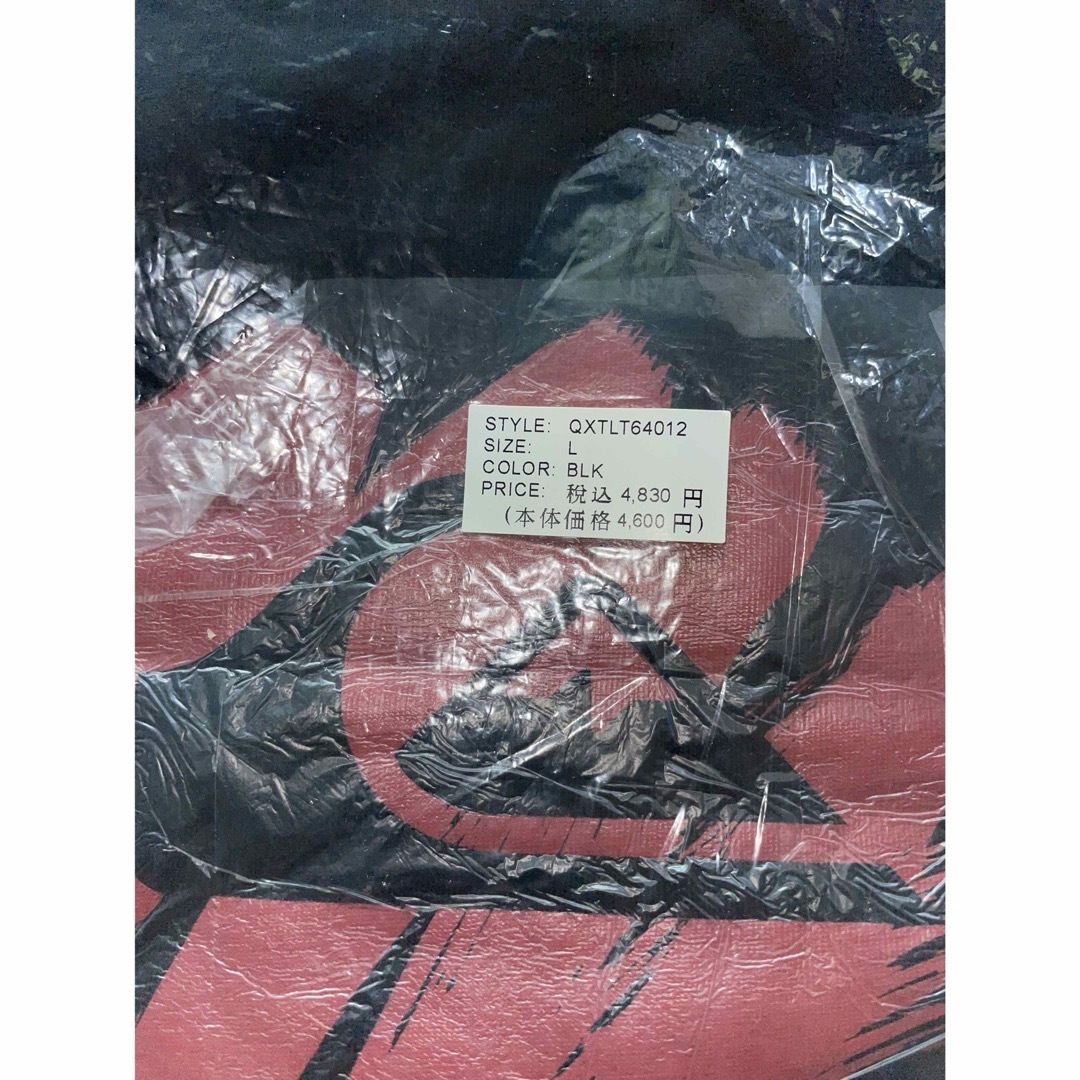 STYLE: QXTLT64012
SIZE: L
COLOR: BLK
PRICE: 税込 4,830 円
(本体価格 4,600 円)